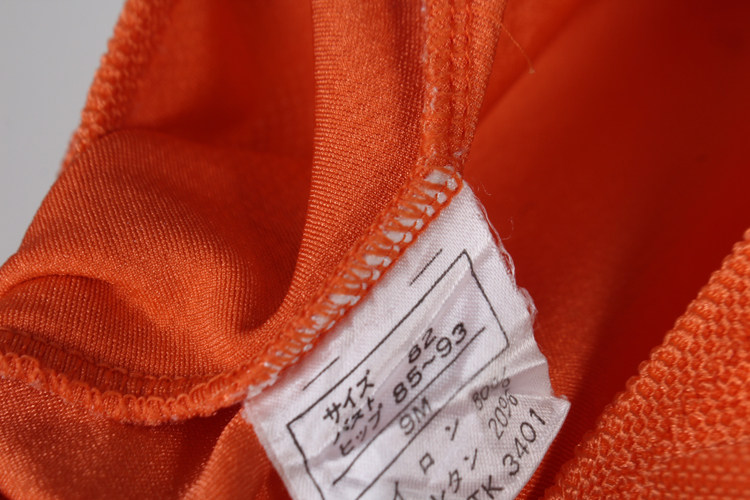 サイズ
バスト 82
ヒップ 85~93
9M
イロン 80%
タン 20%
TK 3401